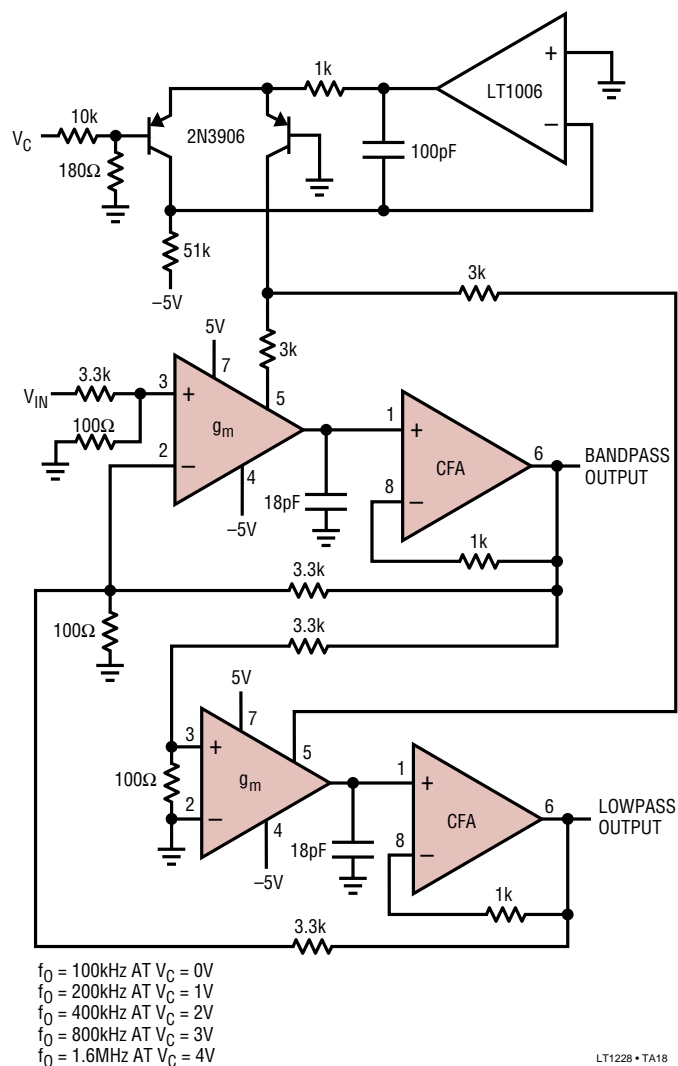 1k
LT1006
+
−
10k
V_C
2N3906
180Ω
100pF
51k
–5V
3k
3k
5V
7
5
3.3k
V_IN
3
+
g_m
100Ω
2
−
4
–5V
18pF
1
+
CFA
8
−
6
BANDPASS
OUTPUT
1k
3.3k
100Ω
3.3k
5V
7
5
3
+
g_m
100Ω
2
−
4
–5V
18pF
1
+
CFA
8
−
6
LOWPASS
OUTPUT
1k
3.3k
f_O = 100kHz AT V_C = 0V
f_O = 200kHz AT V_C = 1V
f_O = 400kHz AT V_C = 2V
f_O = 800kHz AT V_C = 3V
f_O = 1.6MHz AT V_C = 4V
LT1228 • TA18